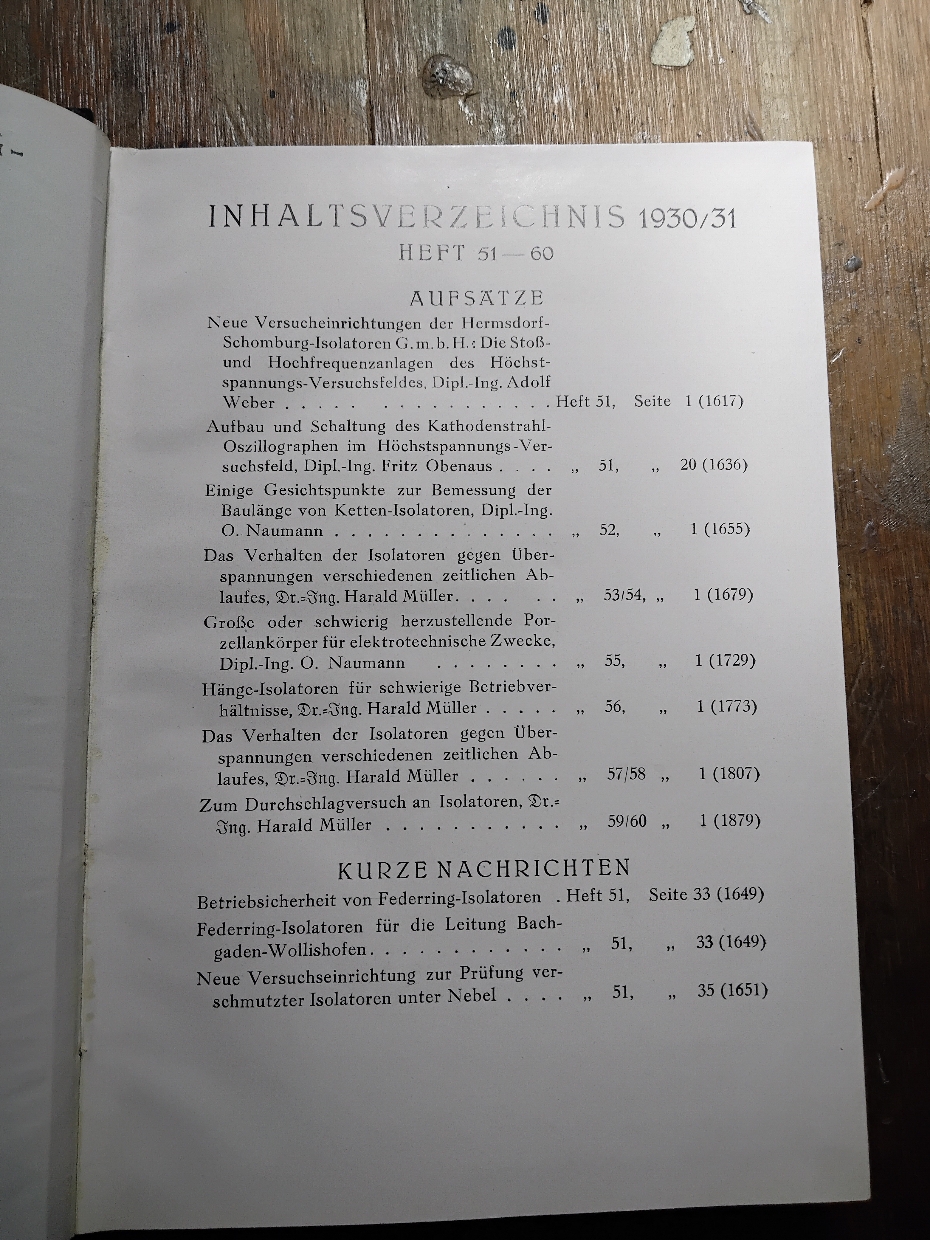 INHALTSVERZEICHNIS 1930/31
HEFT 51—60
AUFSÄTZE
Neue Versucheinrichtungen der Hermsdorf-
Schomburg-Isolatoren G.m.b.H.: Die Stoß-
und Hochfrequenzanlagen des Höchst-
spannungs-Versuchsfeldes, Dipl.-Ing. Adolf
Weber . . . . . . . . . . . . . . . . Heft 51, Seite 1 (1617)
Aufbau und Schaltung des Kathodenstrahl-
Oszillographen im Höchstspannungs-Ver-
suchsfeld, Dipl.-Ing. Fritz Obenaus . . . . „ 51, „ 20 (1636)
Einige Gesichtspunkte zur Bemessung der
Baulänge von Ketten-Isolatoren, Dipl.-Ing.
O. Naumann . . . . . . . . . . . . . . „ 52, „ 1 (1655)
Das Verhalten der Isolatoren gegen Über-
spannungen verschiedenen zeitlichen Ab-
laufes, Dr.=Ing. Harald Müller. . . . . . „ 53/54, „ 1 (1679)
Große oder schwierig herzustellende Por-
zellankörper für elektrotechnische Zwecke,
Dipl.-Ing. O. Naumann . . . . . . . . „ 55, „ 1 (1729)
Hänge-Isolatoren für schwierige Betriebver-
hältnisse, Dr.=Ing. Harald Müller . . . . . „ 56, „ 1 (1773)
Das Verhalten der Isolatoren gegen Über-
spannungen verschiedenen zeitlichen Ab-
laufes, Dr.=Ing. Harald Müller . . . . . . „ 57/58 „ 1 (1807)
Zum Durchschlagversuch an Isolatoren, Dr.=
Ing. Harald Müller . . . . . . . . . . . „ 59/60 „ 1 (1879)
KURZE NACHRICHTEN
Betriebsicherheit von Federring-Isolatoren . Heft 51, Seite 33 (1649)
Federring-Isolatoren für die Leitung Bach-
gaden-Wollishofen. . . . . . . . . . . . . „ 51, „ 33 (1649)
Neue Versuchseinrichtung zur Prüfung ver-
schmutzter Isolatoren unter Nebel . . . . „ 51, „ 35 (1651)